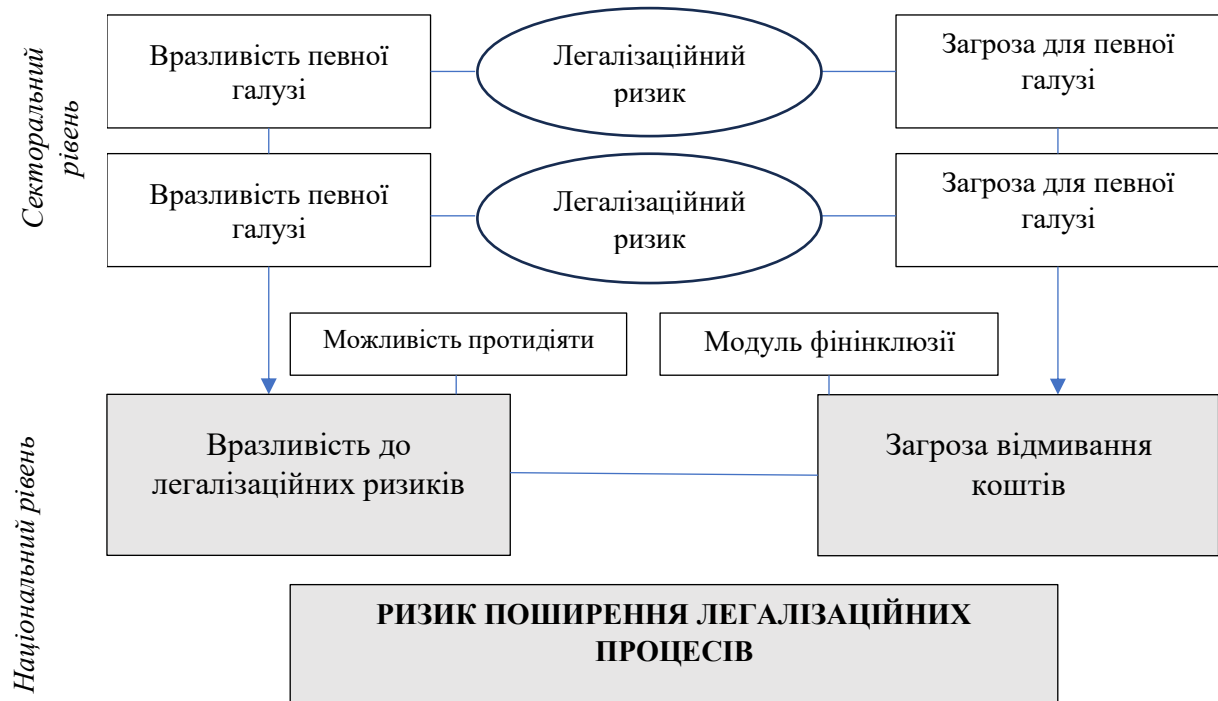 Секторальний
рівень
Вразливість певної
галузі
Легалізаційний
ризик
Загроза для певної
галузі
Вразливість певної
галузі
Легалізаційний
ризик
Загроза для певної
галузі
Можливість протидіяти
Модуль фінінклюзії
Національний рівень
Вразливість до
легалізаційних ризиків
Загроза відмивання
коштів
РИЗИК ПОШИРЕННЯ ЛЕГАЛІЗАЦІЙНИХ
ПРОЦЕСІВ